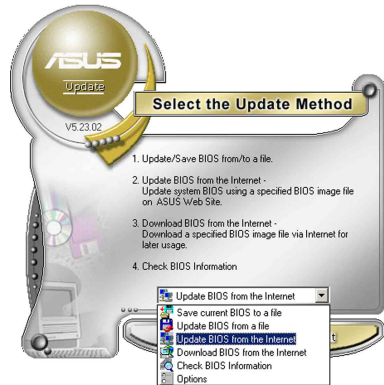 ASUS
Update
V5.23.02
Select the Update Method
1. Update/Save BIOS from/to a file.
2. Update BIOS from the Internet -
Update system BIOS using a specified BIOS image file
on ASUS Web Site.
3. Download BIOS from the Internet -
Download a specified BIOS image file via Internet for
later usage.
4. Check BIOS Information
Update BIOS from the Internet
Save current BIOS to a file
Update BIOS from a file
Update BIOS from the Internet
Download BIOS from the Internet
Check BIOS Information
Options
t